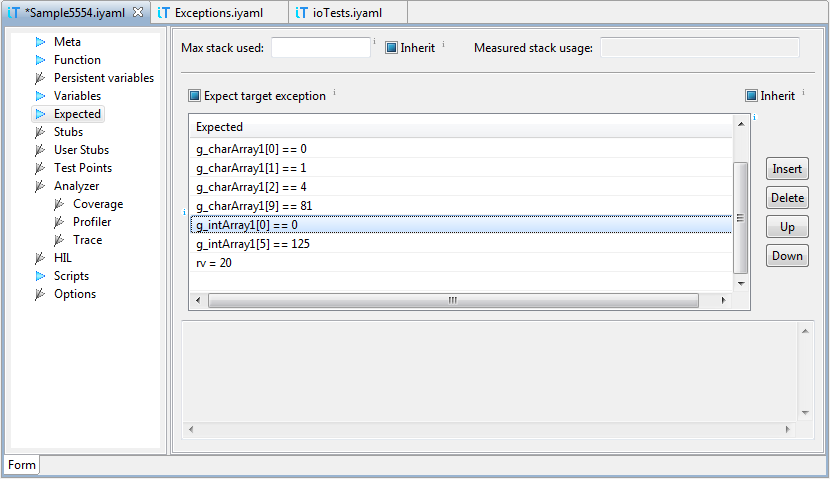 iT *Sample5554.iyaml iT Exceptions.iyaml iT ioTests.iyaml
Meta
Function
Persistent variables
Variables
Expected
Stubs
User Stubs
Test Points
Analyzer
Coverage
Profiler
Trace
HIL
Scripts
Options
Max stack used: i Inherit i Measured stack usage:
Expect target exception i Inherit i
i
Expected
g_charArray1[0] == 0
g_charArray1[1] == 1
g_charArray1[2] == 4
g_charArray1[9] == 81
i
g_intArray1[0] == 0
g_intArray1[5] == 125
rv = 20
Insert
Delete
Up
Down
Form